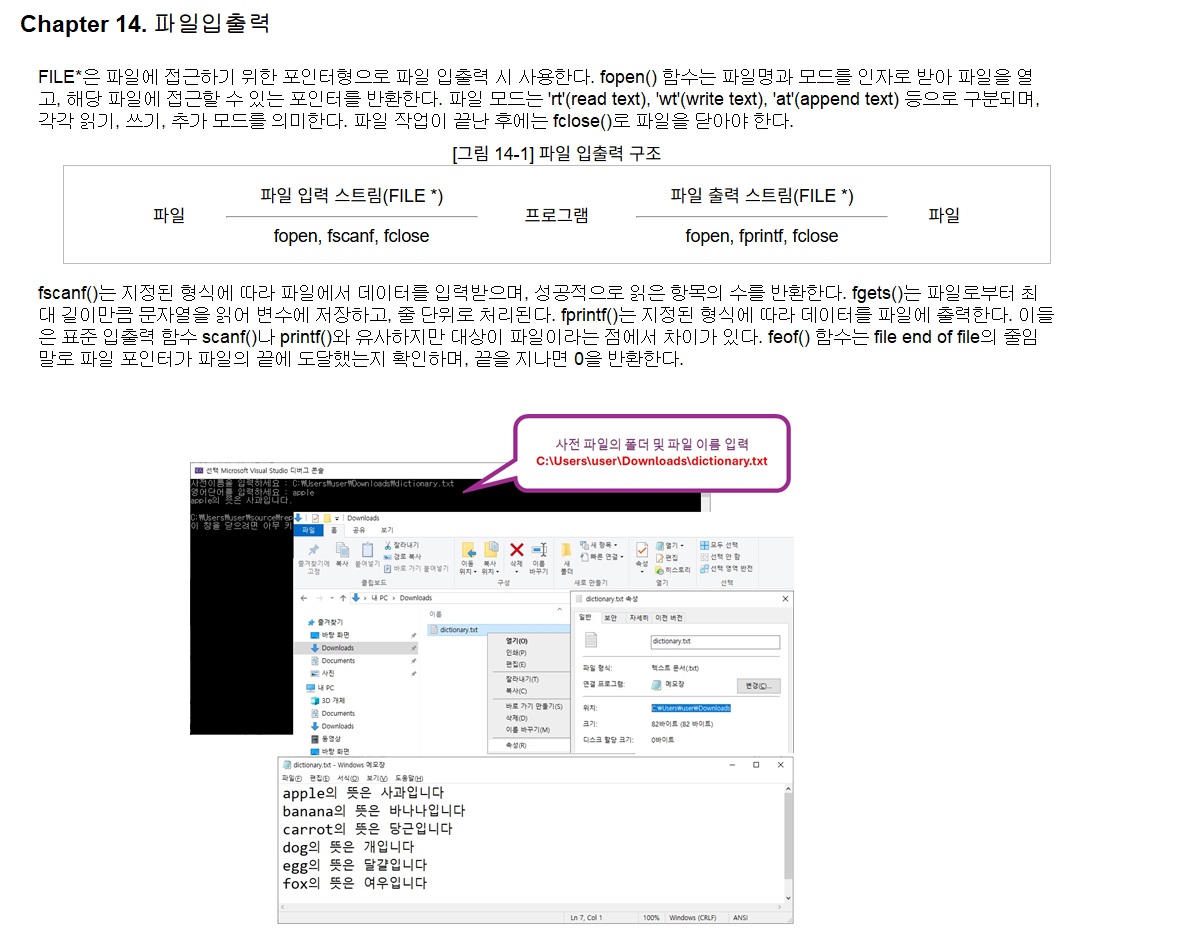 Chapter 14. 파일입출력
FILE*은 파일에 접근하기 위한 포인터형으로 파일 입출력 시 사용한다. fopen() 함수는 파일명과 모드를 인자로 받아 파일을 열
고, 해당 파일에 접근할 수 있는 포인터를 반환한다. 파일 모드는 'rt'(read text), 'wt'(write text), 'at'(append text) 등으로 구분되며,
각각 읽기, 쓰기, 추가 모드를 의미한다. 파일 작업이 끝난 후에는 fclose()로 파일을 닫아야 한다.
[그림 14-1] 파일 입출력 구조
파일 입력 스트림(FILE *) 파일 출력 스트림(FILE *)
파일 프로그램 파일
fopen, fscanf, fclose fopen, fprintf, fclose
fscanf()는 지정된 형식에 따라 파일에서 데이터를 입력받으며, 성공적으로 읽은 항목의 수를 반환한다. fgets()는 파일로부터 최
대 길이만큼 문자열을 읽어 변수에 저장하고, 줄 단위로 처리된다. fprintf()는 지정된 형식에 따라 데이터를 파일에 출력한다. 이들
은 표준 입출력 함수 scanf()나 printf()와 유사하지만 대상이 파일이라는 점에서 차이가 있다. feof() 함수는 file end of file의 줄임
말로 파일 포인터가 파일의 끝에 도달했는지 확인하며, 끝을 지나면 0을 반환한다.
사전 파일의 폴더 및 파일 이름 입력
C:\Users\user\Downloads\dictionary.txt
선택 Microsoft Visual Studio 디버그 콘솔
사전이름을 입력하세요 : C:₩Users₩user₩Downloads₩dictionary.txt
영어단어를 입력하세요 : apple
apple의 뜻은 사과입니다.
C:₩Users₩user₩source₩rep
이 창을 닫으려면 아무 키
Downloads
파일 홈 공유 보기
즐겨찾기에 고정 복사 붙여넣기
잘라내기
경로 복사
바로 가기 붙여넣기
클립보드
이동 위치 복사 위치 삭제 이름 바꾸기
구성
새 폴더
새 항목
빠른 연결
새로 만들기
속성
열기
편집
히스토리
열기
모두 선택
선택 안 함
선택 영역 반전
선택
내 PC › Downloads
이름
dictionary.txt
즐겨찾기
바탕 화면
Downloads
Documents
사진
내 PC
3D 개체
Documents
Downloads
동영상
바탕 화면
열기(O)
인쇄(P)
편집(E)
잘라내기(T)
복사(C)
바로 가기 만들기(S)
삭제(D)
이름 바꾸기(M)
속성(R)
dictionary.txt 속성
일반 보안 자세히 이전 버전
dictionary.txt
파일 형식: 텍스트 문서(.txt)
연결 프로그램: 메모장 변경(C)...
위치: C:₩Users₩user₩Downloads
크기: 82바이트 (82 바이트)
디스크 할당 크기: 0바이트
dictionary.txt - Windows 메모장
파일(F) 편집(E) 서식(O) 보기(V) 도움말(H)
apple의 뜻은 사과입니다
banana의 뜻은 바나나입니다
carrot의 뜻은 당근입니다
dog의 뜻은 개입니다
egg의 뜻은 달걀입니다
fox의 뜻은 여우입니다
Ln 7, Col 1 100% Windows (CRLF) ANSI